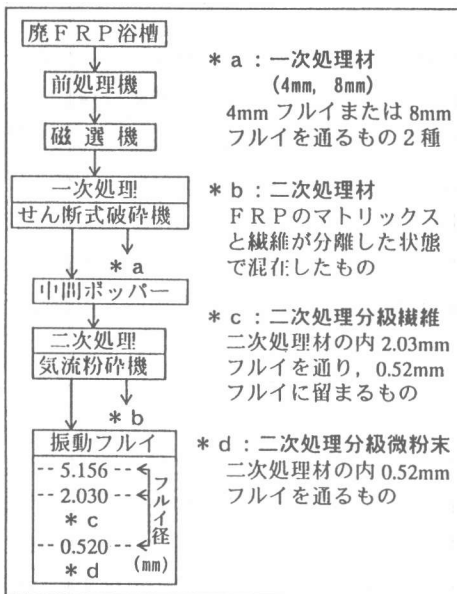 廃ＦＲＰ浴槽
前処理機
磁選機
一次処理
せん断式破砕機
＊a
中間ポッパー
二次処理
気流粉砕機
＊b
振動フルイ
-- 5.156 --
-- 2.030 --
＊c
-- 0.520 --
＊d
フルイ径
(mm)
＊a：一次処理材
(4mm, 8mm)
4mm フルイまたは 8mm
フルイを通るもの２種
＊b：二次処理材
ＦＲＰのマトリックス
と繊維が分離した状態
で混在したもの
＊c：二次処理分級繊維
二次処理材の内 2.03mm
フルイを通り，0.52mm
フルイに留まるもの
＊d：二次処理分級微粉末
二次処理材の内 0.52mm
フルイを通るもの